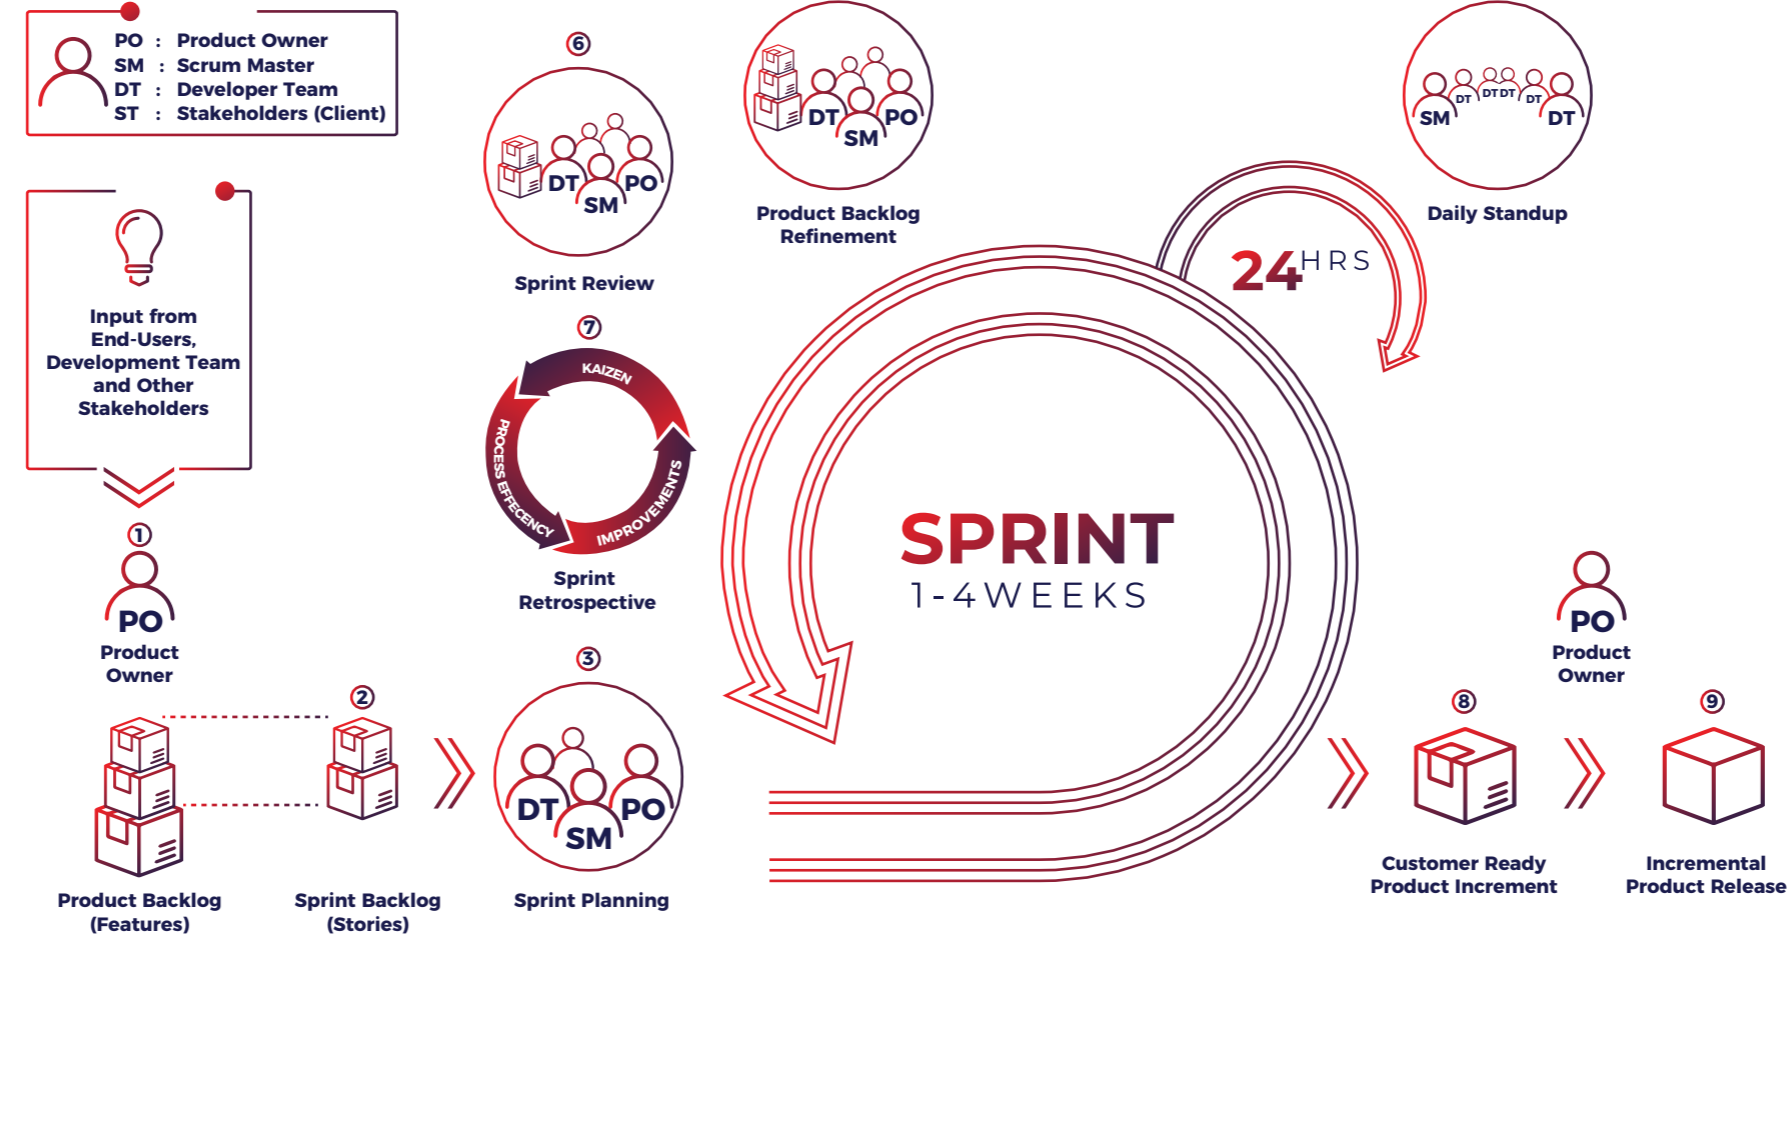 PO : Product Owner
SM : Scrum Master
DT : Developer Team
ST : Stakeholders (Client)
Input from
End-Users,
Development Team
and Other
Stakeholders
1
PO
Product
Owner
Product Backlog
(Features)
2
Sprint Backlog
(Stories)
3
DT
SM
PO
Sprint Planning
6
DT
SM
PO
Sprint Review
7
KAIZEN
PROCESS EFFECENCY
IMPROVEMENTS
Sprint
Retrospective
DT
SM
PO
Product Backlog
Refinement
SPRINT
1-4 WEEKS
24 HRS
SM DT DT DT DT DT
Daily Standup
PO
Product
Owner
8
Customer Ready
Product Increment
9
Incremental
Product Release